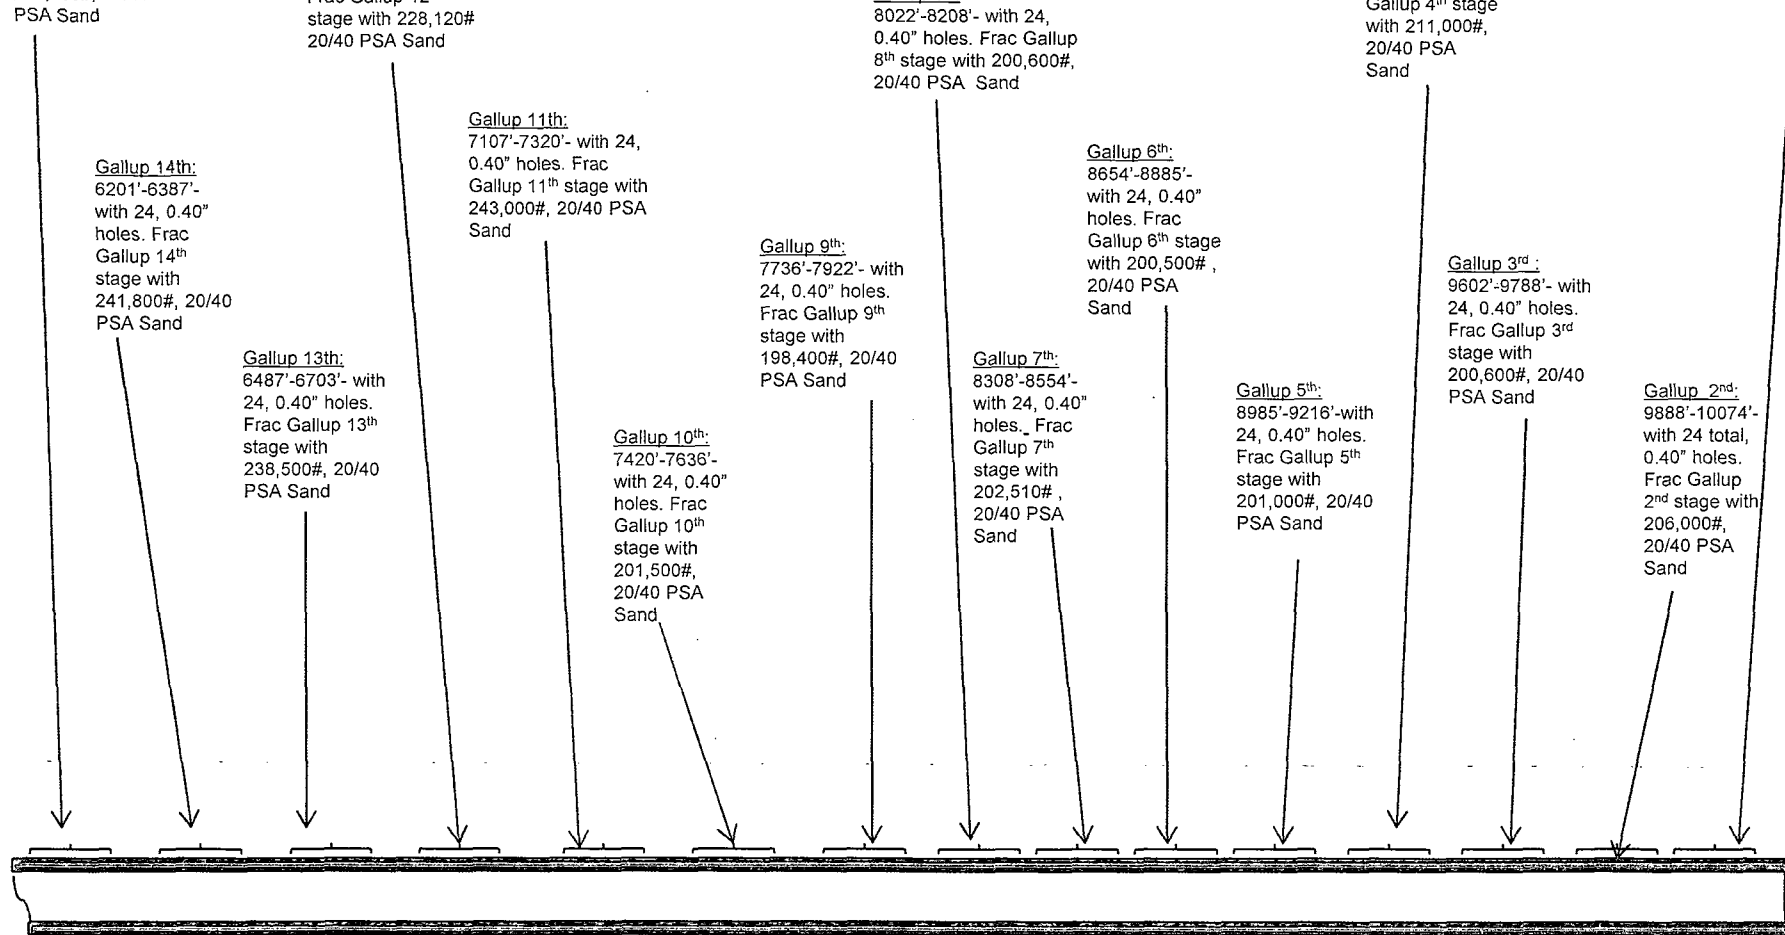 PSA Sand
stage with 228,120#
20/40 PSA Sand
8022'-8208'- with 24,
0.40" holes. Frac Gallup
8th stage with 200,600#,
20/40 PSA Sand
Gallup 4th stage
with 211,000#,
20/40 PSA
Sand
Gallup 14th:
6201'-6387'-
with 24, 0.40"
holes. Frac
Gallup 14th
stage with
241,800#, 20/40
PSA Sand
Gallup 13th:
6487'-6703'- with
24, 0.40" holes.
Frac Gallup 13th
stage with
238,500#, 20/40
PSA Sand
Gallup 11th:
7107'-7320'- with 24,
0.40" holes. Frac
Gallup 11th stage with
243,000#, 20/40 PSA
Sand
Gallup 10th:
7420'-7636'-
with 24, 0.40"
holes. Frac
Gallup 10th
stage with
201,500#,
20/40 PSA
Sand
Gallup 9th:
7736'-7922'- with
24, 0.40" holes.
Frac Gallup 9th
stage with
198,400#, 20/40
PSA Sand
Gallup 7th:
8308'-8554'-
with 24, 0.40"
holes. Frac
Gallup 7th
stage with
202,510# ,
20/40 PSA
Sand
Gallup 6th:
8654'-8885'-
with 24, 0.40"
holes. Frac
Gallup 6th stage
with 200,500# ,
20/40 PSA
Sand
Gallup 5th:
8985'-9216'-with
24, 0.40" holes.
Frac Gallup 5th
stage with
201,000#, 20/40
PSA Sand
Gallup 3rd :
9602'-9788'- with
24, 0.40" holes.
Frac Gallup 3rd
stage with
200,600#, 20/40
PSA Sand
Gallup 2nd:
9888'-10074'-
with 24 total,
0.40" holes.
Frac Gallup
2nd stage with
206,000#,
20/40 PSA
Sand